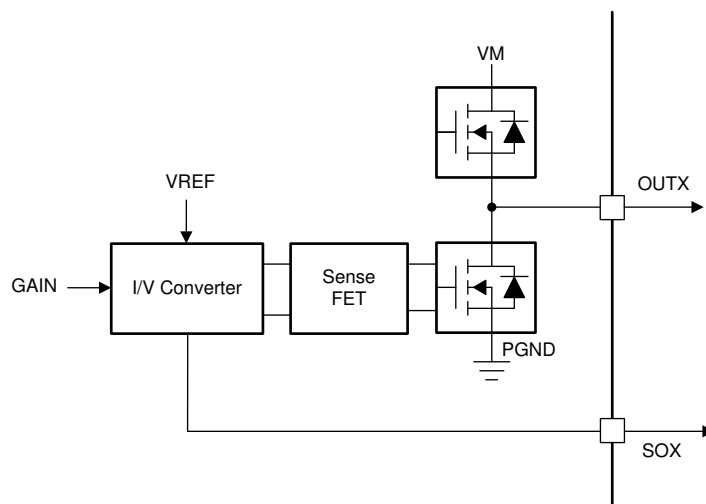 VM
VREF
OUTX
GAIN
I/V Converter
Sense
FET
PGND
SOX